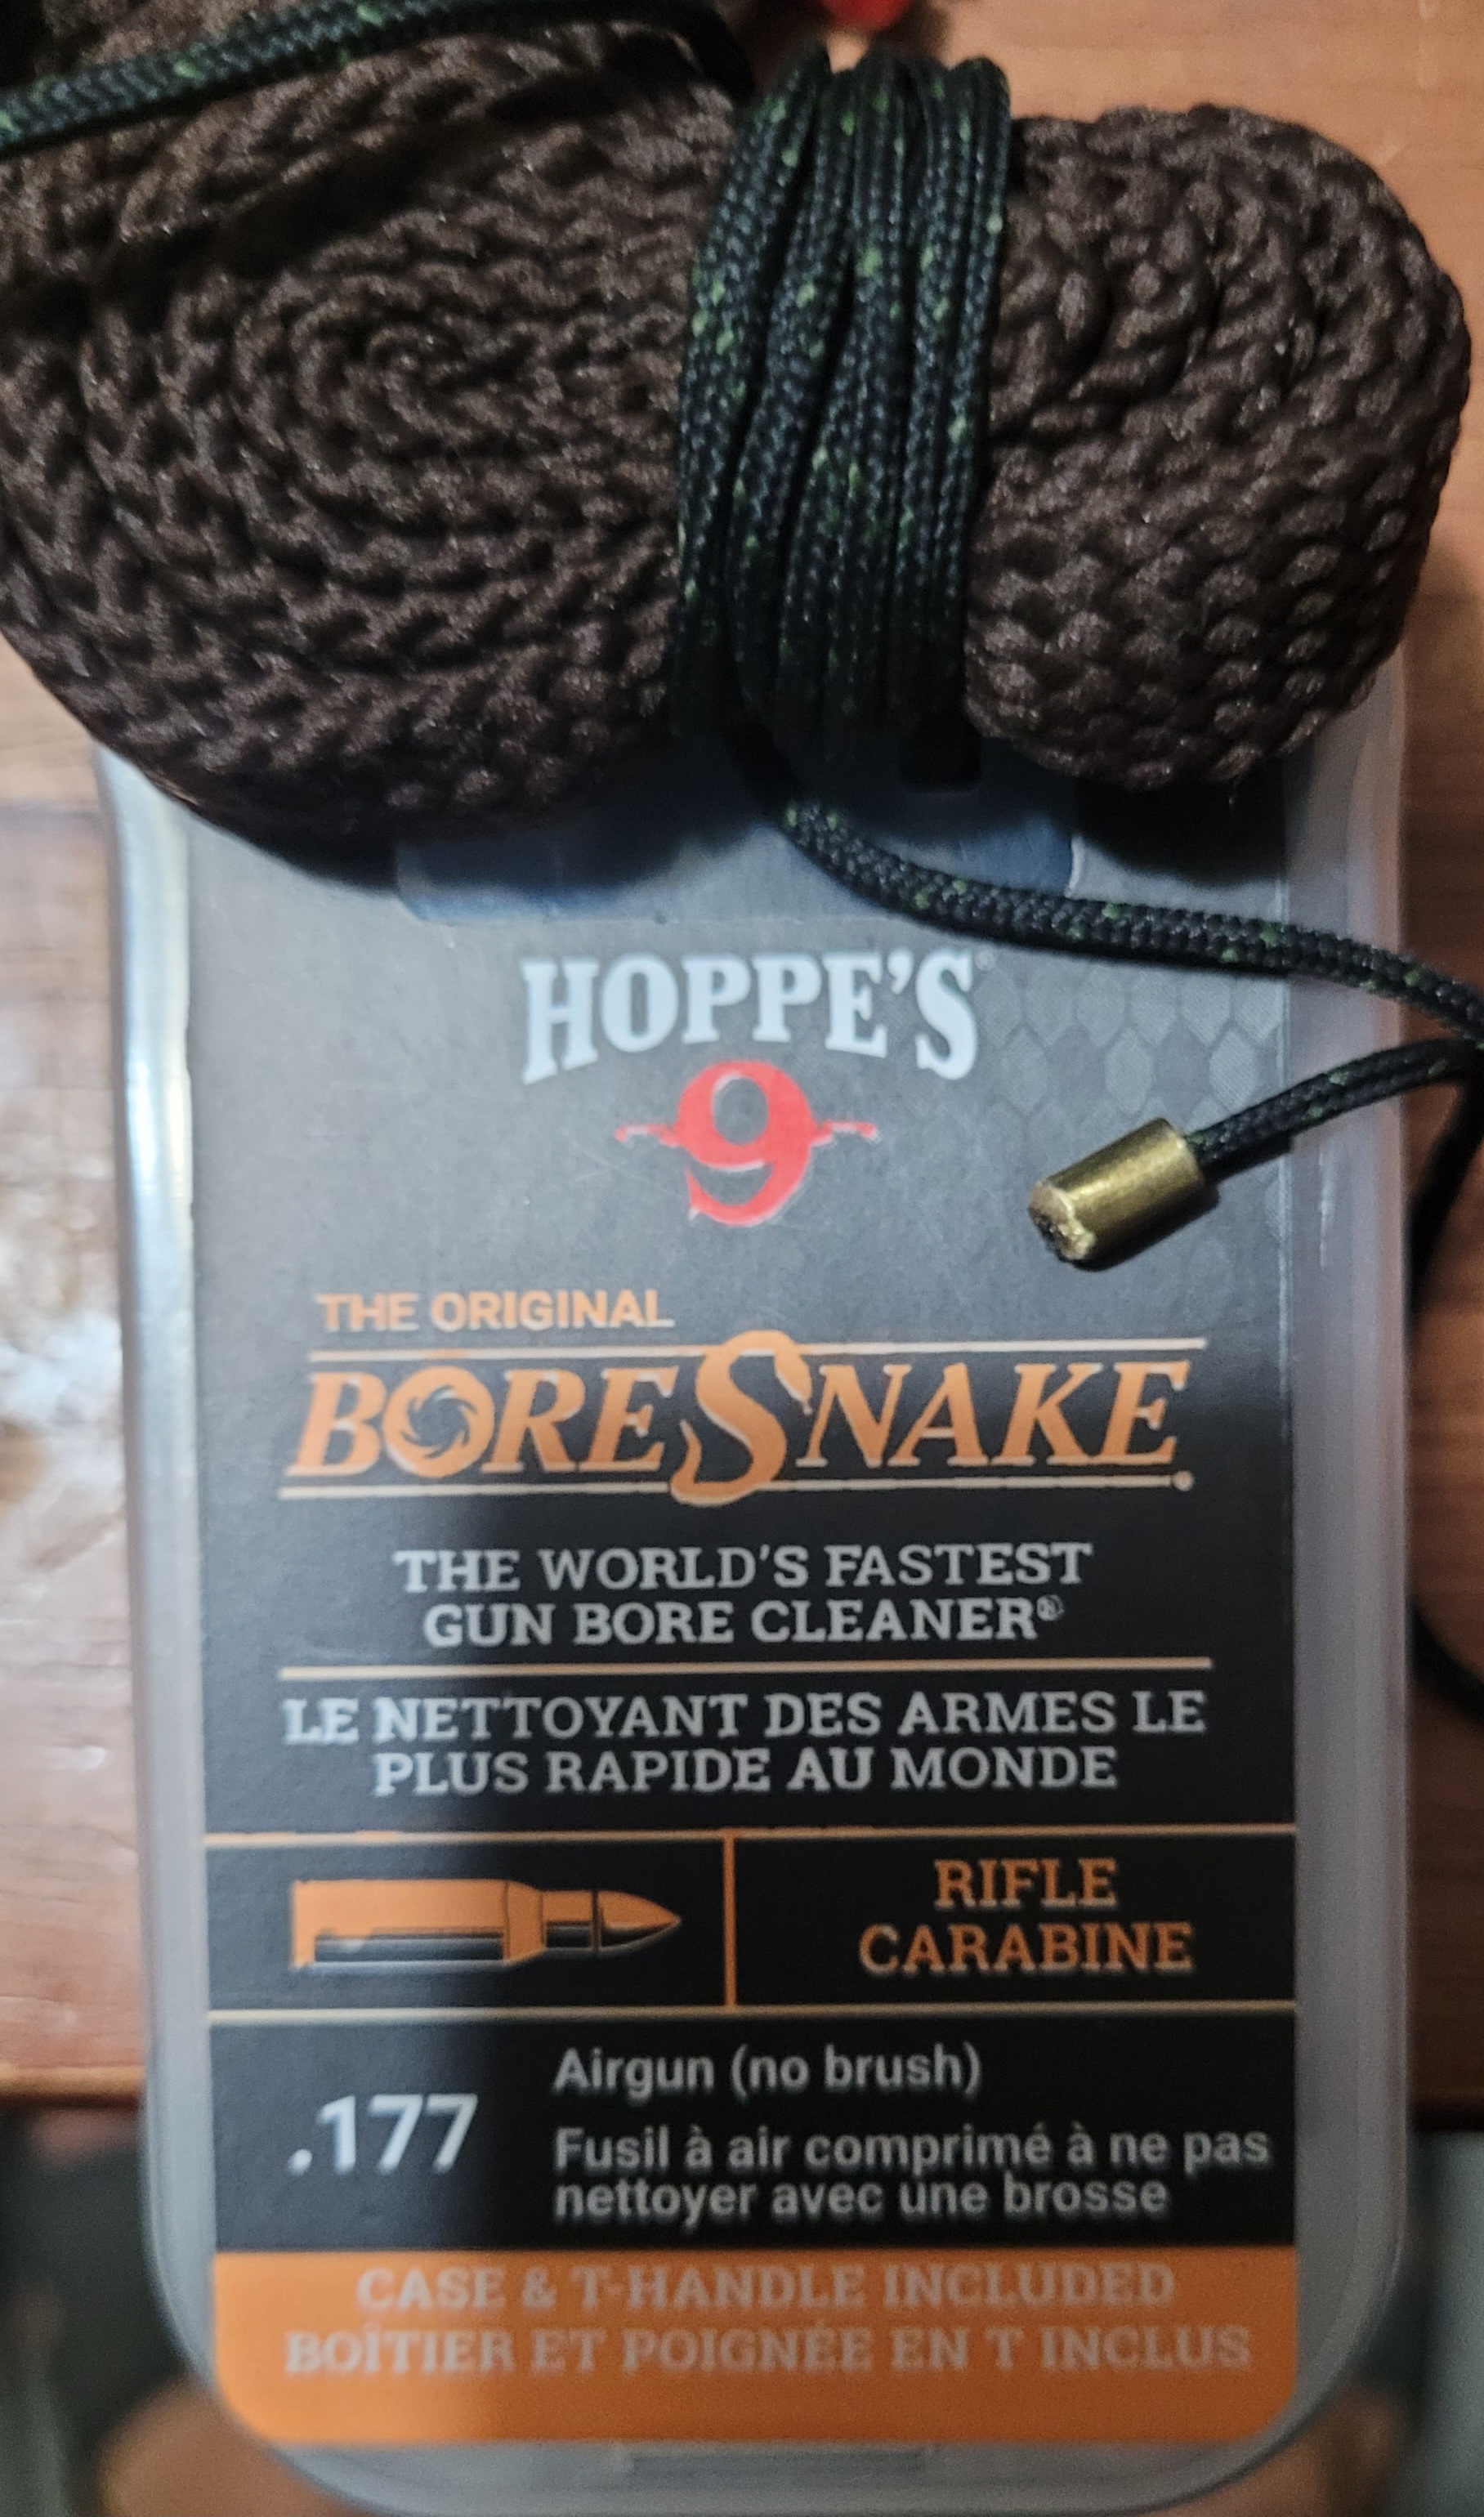 HOPPE'S®
9
THE ORIGINAL
BORESNAKE®
THE WORLD'S FASTEST
GUN BORE CLEANER®
LE NETTOYANT DES ARMES LE
PLUS RAPIDE AU MONDE
RIFLE
CARABINE
.177
Airgun (no brush)
Fusil à air comprimé à ne pas
nettoyer avec une brosse
CASE & T-HANDLE INCLUDED
BOÎTIER ET POIGNÉE EN T INCLUS